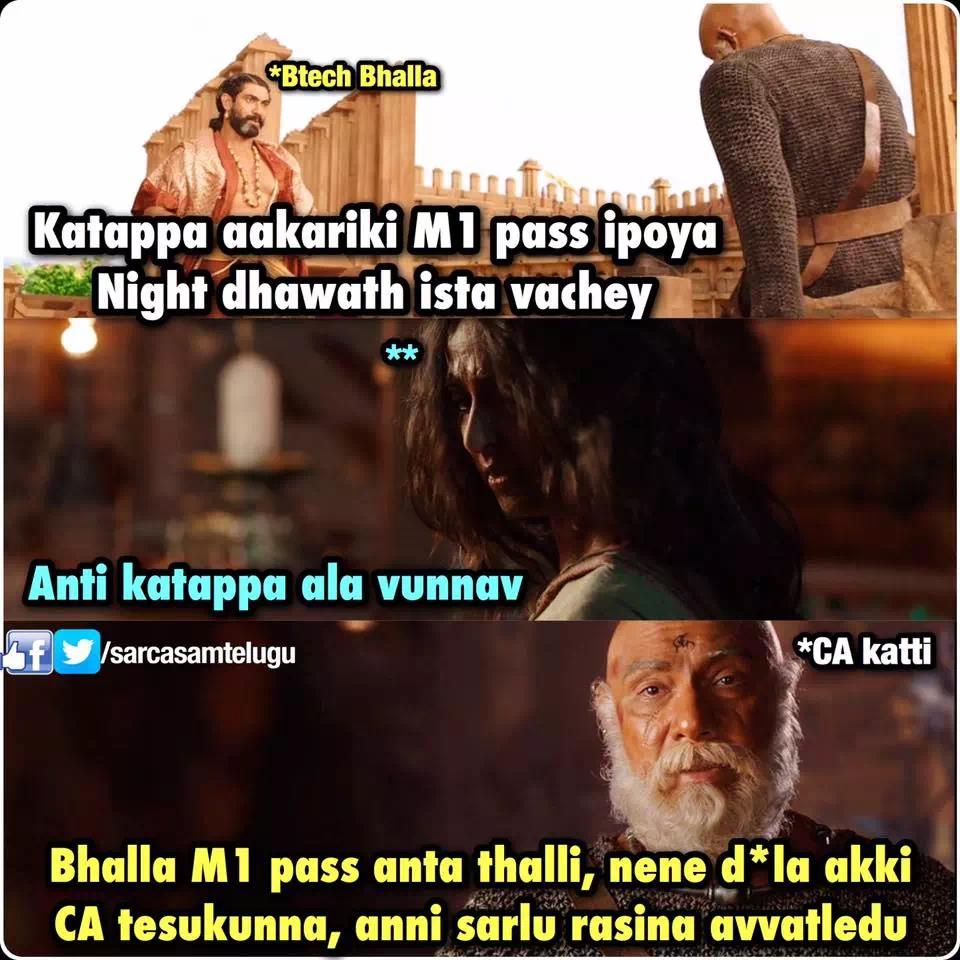 *Btech Bhalla
Katappa aakariki M1 pass ipoya
Night dhawath ista vachey
**
Anti katappa ala vunnav
/sarcasamtelugu
*CA katti
Bhalla M1 pass anta thalli, nene d*la akki
CA tesukunna, anni sarlu rasina avvatledu